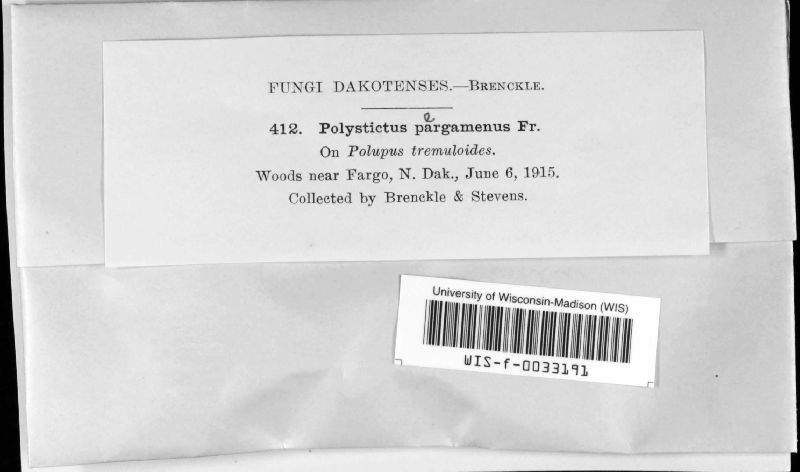 FUNGI DAKOTENSES.—BRENCKLE.
e
412. Polystictus pargamenus Fr.
On Polupus tremuloides.
Woods near Fargo, N. Dak., June 6, 1915.
Collected by Brenckle & Stevens.
University of Wisconsin-Madison (WIS)
WIS-f-0033191